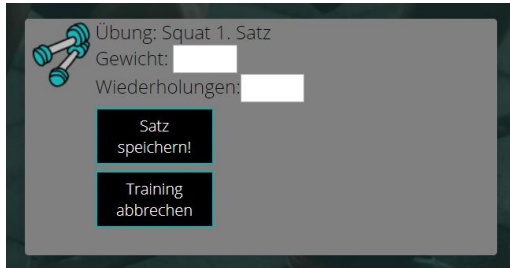 Übung: Squat 1. Satz
Gewicht:
Wiederholungen:
Satz
speichern!
Training
abbrechen